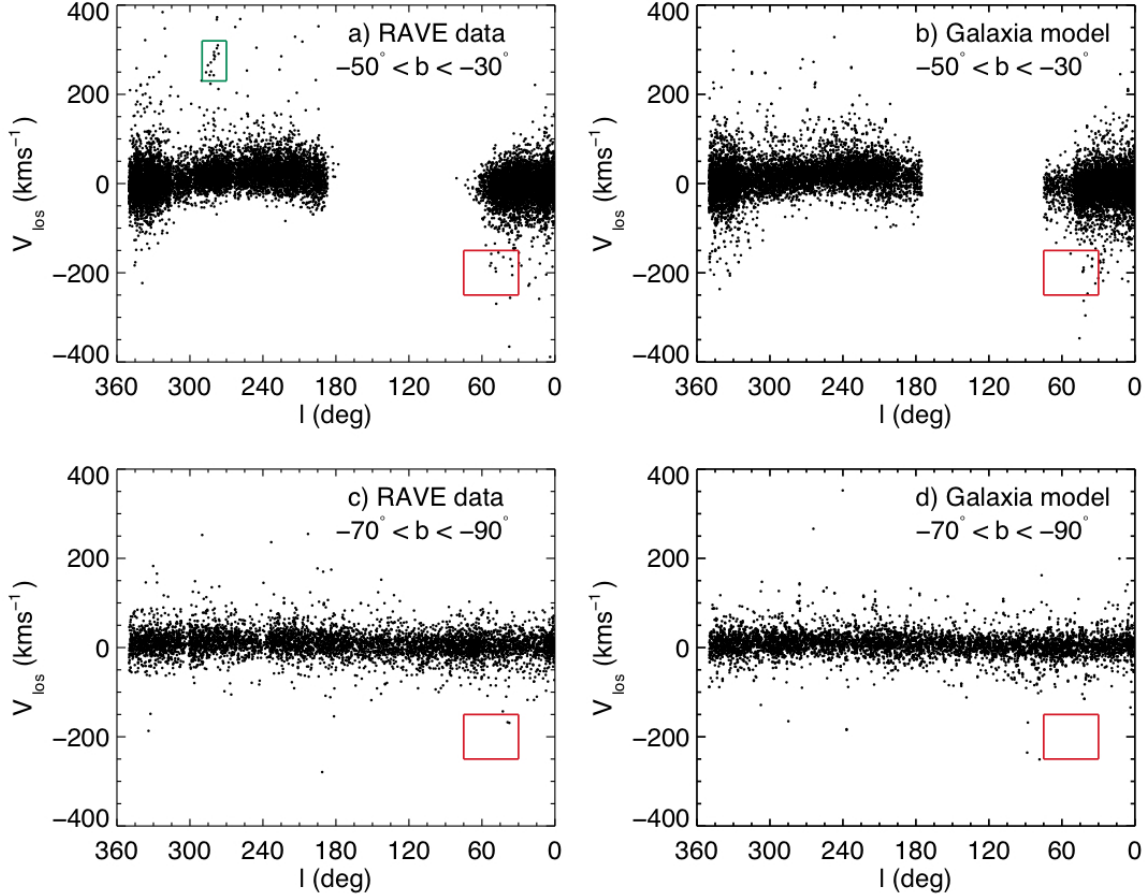 400
200
0
−200
−400
V los (kms−1)
a) RAVE data
−50° < b < −30°
360 300 240 180 120 60 0
l (deg)
400
200
0
−200
−400
V los (kms−1)
b) Galaxia model
−50° < b < −30°
360 300 240 180 120 60 0
l (deg)
400
200
0
−200
−400
V los (kms−1)
c) RAVE data
−70° < b < −90°
360 300 240 180 120 60 0
l (deg)
400
200
0
−200
−400
V los (kms−1)
d) Galaxia model
−70° < b < −90°
360 300 240 180 120 60 0
l (deg)